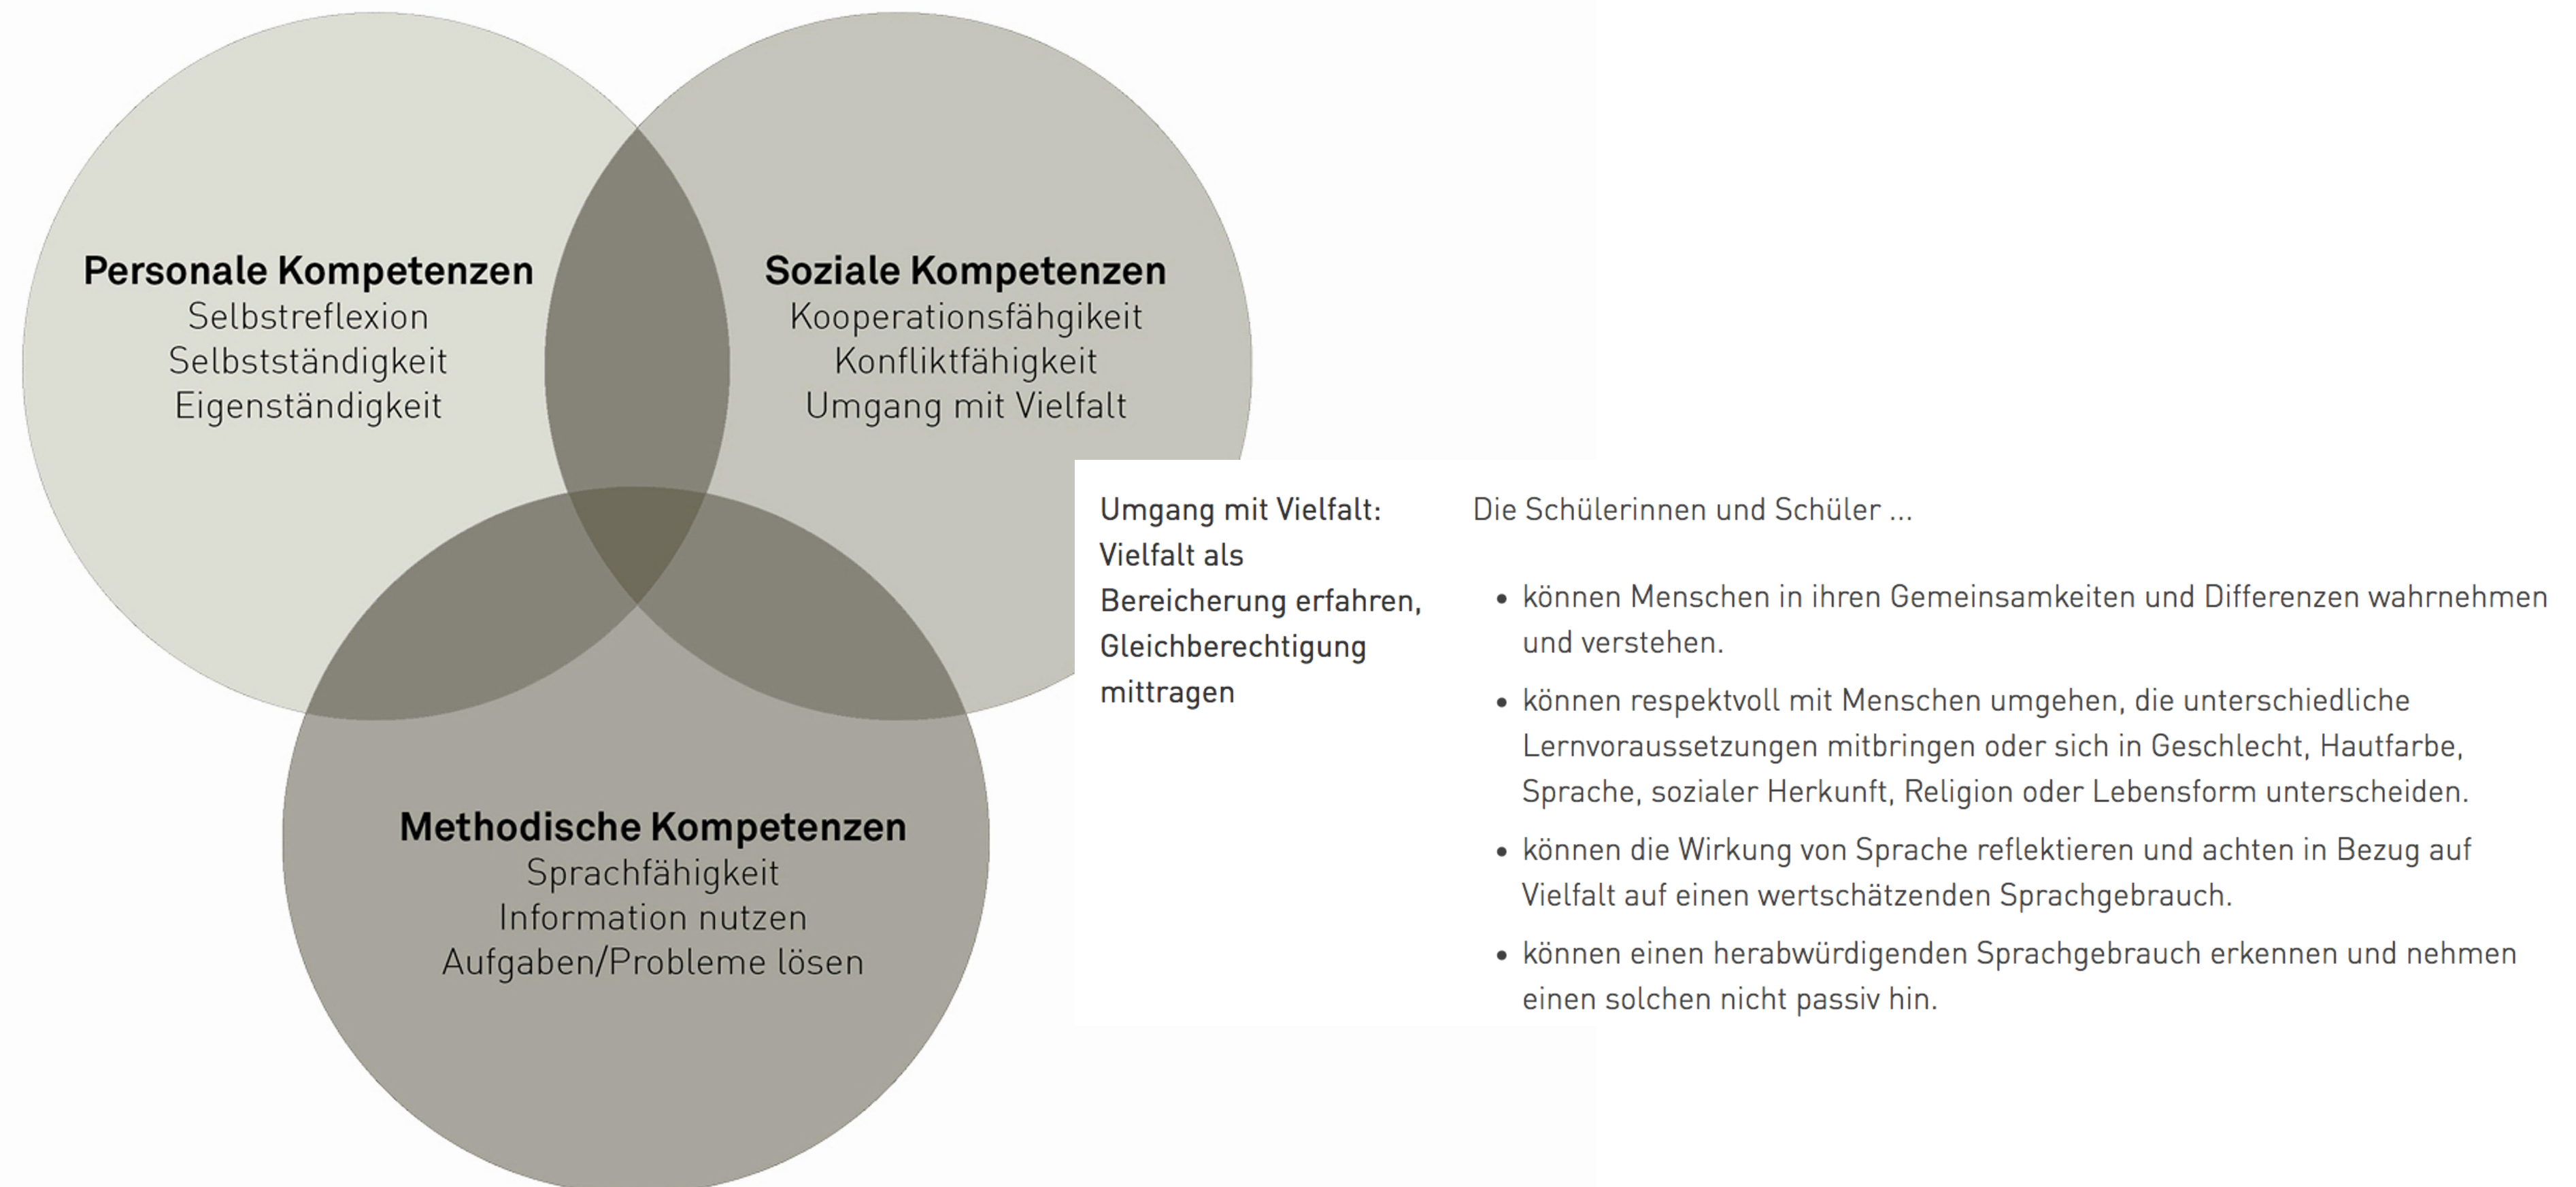 Personale Kompetenzen
Selbstreflexion
Selbstständigkeit
Eigenständigkeit
Soziale Kompetenzen
Kooperationsfähgikeit
Konfliktfähigkeit
Umgang mit Vielfalt
Methodische Kompetenzen
Sprachfähigkeit
Information nutzen
Aufgaben/Probleme lösen
Umgang mit Vielfalt:
Vielfalt als
Bereicherung erfahren,
Gleichberechtigung
mittragen
Die Schülerinnen und Schüler ...
• können Menschen in ihren Gemeinsamkeiten und Differenzen wahrnehmen
und verstehen.
• können respektvoll mit Menschen umgehen, die unterschiedliche
Lernvoraussetzungen mitbringen oder sich in Geschlecht, Hautfarbe,
Sprache, sozialer Herkunft, Religion oder Lebensform unterscheiden.
• können die Wirkung von Sprache reflektieren und achten in Bezug auf
Vielfalt auf einen wertschätzenden Sprachgebrauch.
• können einen herabwürdigenden Sprachgebrauch erkennen und nehmen
einen solchen nicht passiv hin.